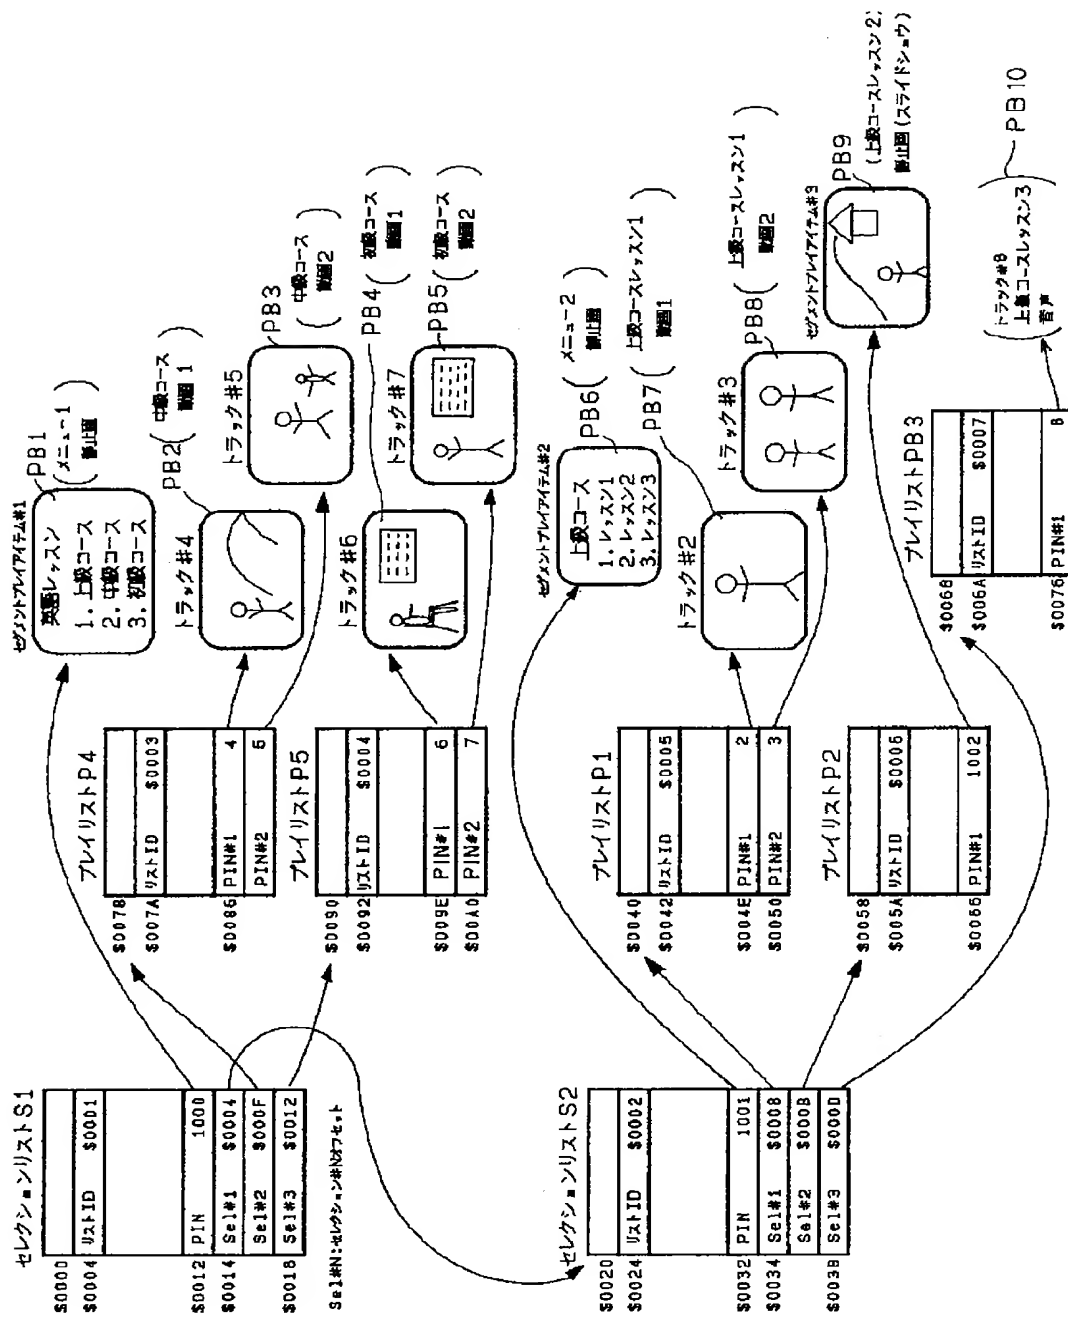 セレクションリストS1
$0000
$0004 リストID $0001
$0012 PIN 1000
$0014 Sel#1 $0004
Sel#2 $000F
$0018 Sel#3 $0012
Sel#N:セレクション#Nオフセット
セレクションリストS2
$0020
$0024 リストID $0002
$0032 PIN 1001
$0034 Sel#1 $0008
Sel#2 $000B
$0038 Sel#3 $000D
プレイリストP4
$0078
$007A リストID $0003
$0086 PIN#1 4
PIN#2 5
プレイリストP5
$0090
$0092 リストID $0004
$009E PIN#1 6
$00A0 PIN#2 7
プレイリストP1
$0040
$0042 リストID $0005
$004E PIN#1 2
$0050 PIN#2 3
プレイリストP2
$0058
$005A リストID $0006
$0066 PIN#1 1002
プレイリストPB3
$0068
$006A リストID $0007
$0076 PIN#1 8
セグメントプレイアイテム#1
英語レッスン
1. 上級コース
2. 中級コース
3. 初級コース
PB1
(メニュー1
静止画)
トラック#4
PB2
(中級コース
動画 1)
トラック#5
PB3
(中級コース
動画2)
トラック#6
PB4
(初級コース
動画1)
トラック#7
PB5
(初級コース
動画2)
セグメントプレイアイテム#2
上級コース
1. レッスン1
2. レッスン2
3. レッスン3
PB6
(メニュー2
静止画)
トラック#2
PB7
(上級コースレッスン1
動画1)
トラック#3
PB8
(上級コースレッスン1
動画2)
セグメントプレイアイテム#3
PB9
(上級コースレッスン2
静止画(スライドショウ)
(トラック#8
上級コースレッスン3
音声)
PB10